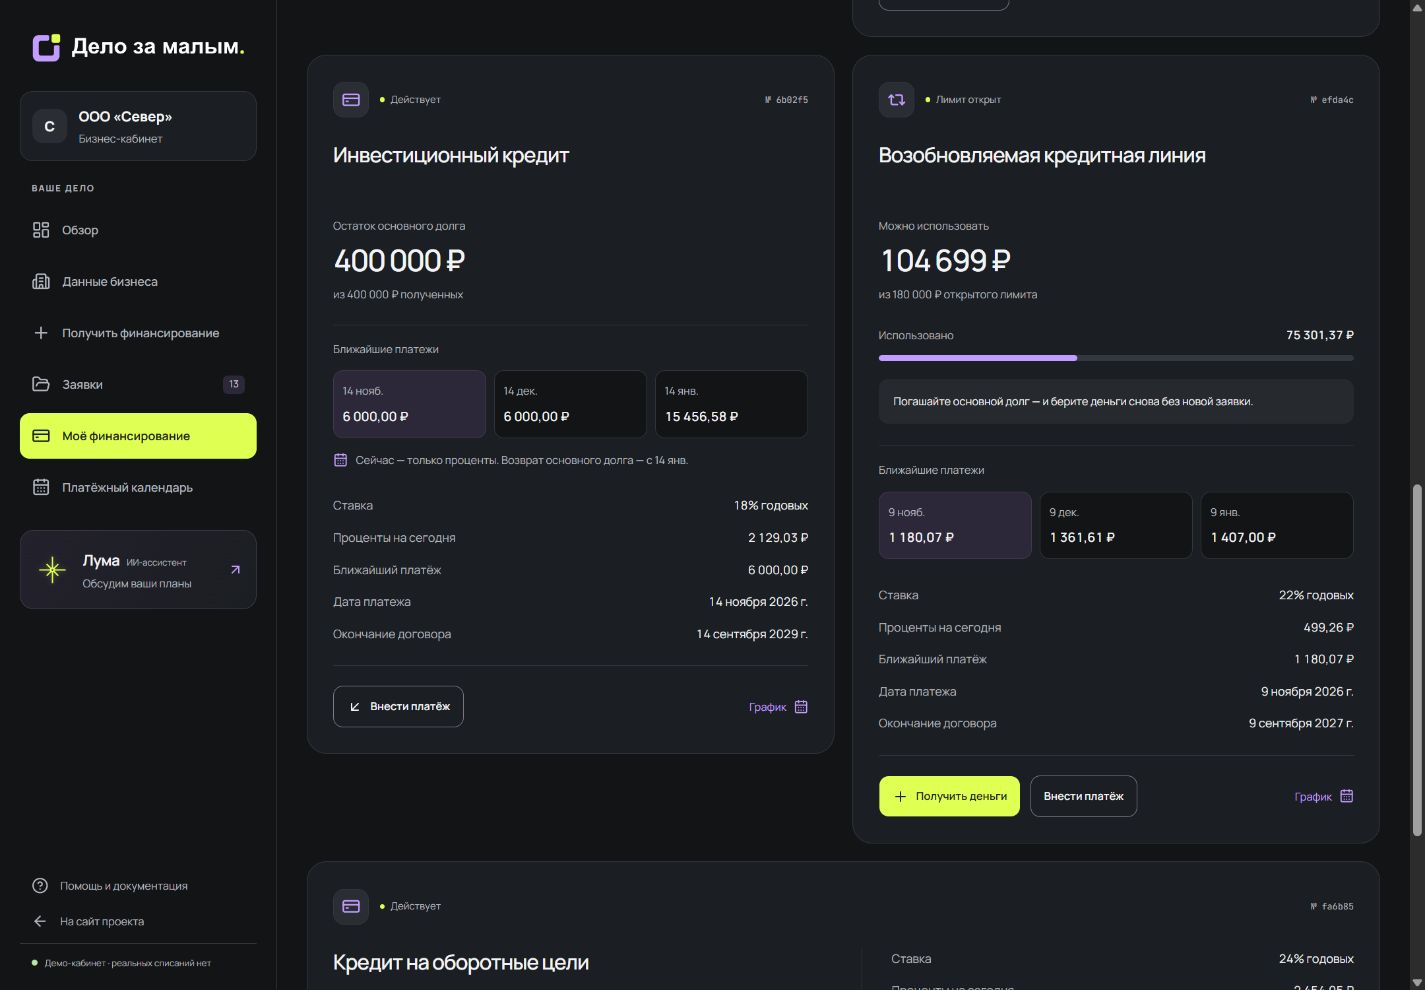 Дело за малым.
С
ООО «Север»
Бизнес-кабинет
ВАШЕ ДЕЛО
Обзор
Данные бизнеса
Получить финансирование
Заявки
13
Моё финансирование
Платёжный календарь
Лума ИИ-ассистент
Обсудим ваши планы
Помощь и документация
На сайт проекта
Демо-кабинет · реальных списаний нет
Действует
№ 6b02f5
Инвестиционный кредит
Остаток основного долга
400 000 ₽
из 400 000 ₽ полученных
Ближайшие платежи
14 нояб.
6 000,00 ₽
14 дек.
6 000,00 ₽
14 янв.
15 456,58 ₽
Сейчас — только проценты. Возврат основного долга — с 14 янв.
Ставка 18% годовых
Проценты на сегодня 2 129,03 ₽
Ближайший платёж 6 000,00 ₽
Дата платежа 14 ноября 2026 г.
Окончание договора 14 сентября 2029 г.
Внести платёж
График
Лимит открыт
№ efda4c
Возобновляемая кредитная линия
Можно использовать
104 699 ₽
из 180 000 ₽ открытого лимита
Использовано 75 301,37 ₽
Погашайте основной долг — и берите деньги снова без новой заявки.
Ближайшие платежи
9 нояб.
1 180,07 ₽
9 дек.
1 361,61 ₽
9 янв.
1 407,00 ₽
Ставка 22% годовых
Проценты на сегодня 499,26 ₽
Ближайший платёж 1 180,07 ₽
Дата платежа 9 ноября 2026 г.
Окончание договора 9 сентября 2027 г.
Получить деньги
Внести платёж
График
Действует
№ fa6b85
Кредит на оборотные цели
Ставка 24% годовых